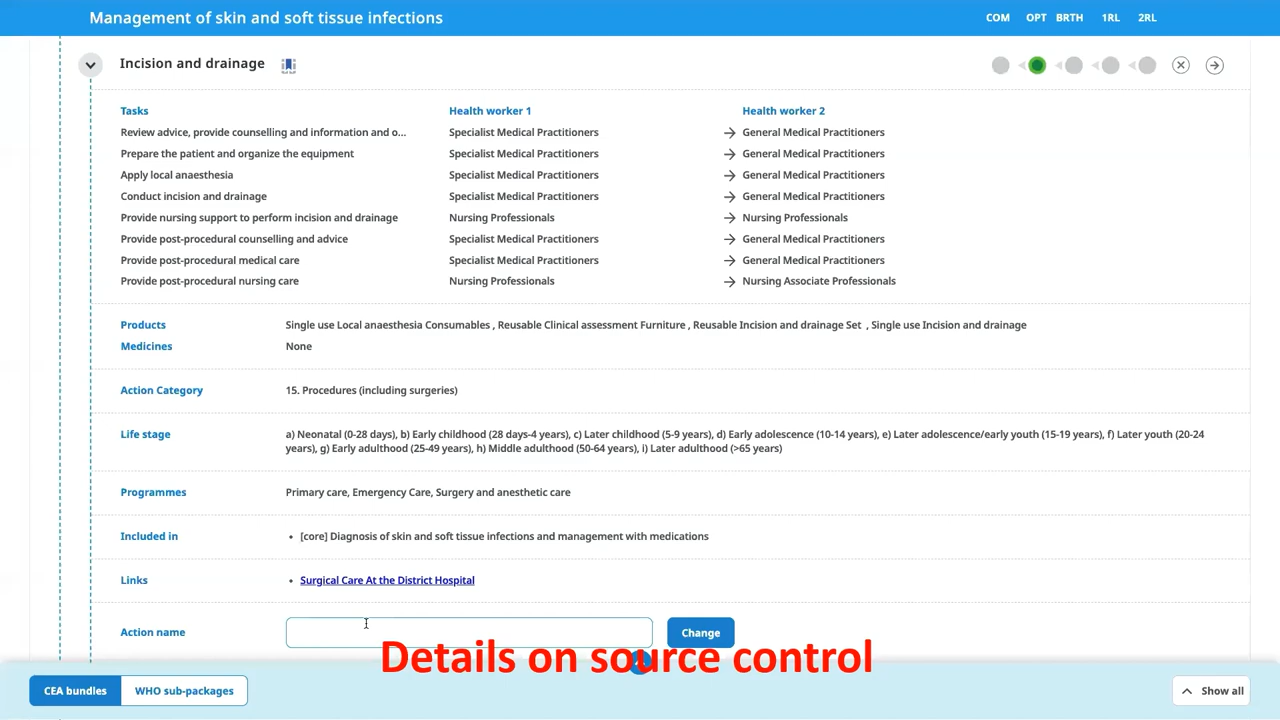 Management of skin and soft tissue infections
COM OPT BRTH 1RL 2RL
Incision and drainage
Tasks Health worker 1 Health worker 2
Review advice, provide counselling and information and o... Specialist Medical Practitioners → General Medical Practitioners
Prepare the patient and organize the equipment Specialist Medical Practitioners → General Medical Practitioners
Apply local anaesthesia Specialist Medical Practitioners → General Medical Practitioners
Conduct incision and drainage Specialist Medical Practitioners → General Medical Practitioners
Provide nursing support to perform incision and drainage Nursing Professionals → Nursing Professionals
Provide post-procedural counselling and advice Specialist Medical Practitioners → General Medical Practitioners
Provide post-procedural medical care Specialist Medical Practitioners → General Medical Practitioners
Provide post-procedural nursing care Nursing Professionals → Nursing Associate Professionals
Products Single use Local anaesthesia Consumables , Reusable Clinical assessment Furniture , Reusable Incision and drainage Set , Single use Incision and drainage
Medicines None
Action Category 15. Procedures (including surgeries)
Life stage a) Neonatal (0-28 days), b) Early childhood (28 days-4 years), c) Later childhood (5-9 years), d) Early adolescence (10-14 years), e) Later adolescence/early youth (15-19 years), f) Later youth (20-24
years), g) Early adulthood (25-49 years), h) Middle adulthood (50-64 years), i) Later adulthood (>65 years)
Programmes Primary care, Emergency Care, Surgery and anesthetic care
Included in • [core] Diagnosis of skin and soft tissue infections and management with medications
Links • Surgical Care At the District Hospital
Action name Change
Details on source control
CEA bundles WHO sub-packages Show all